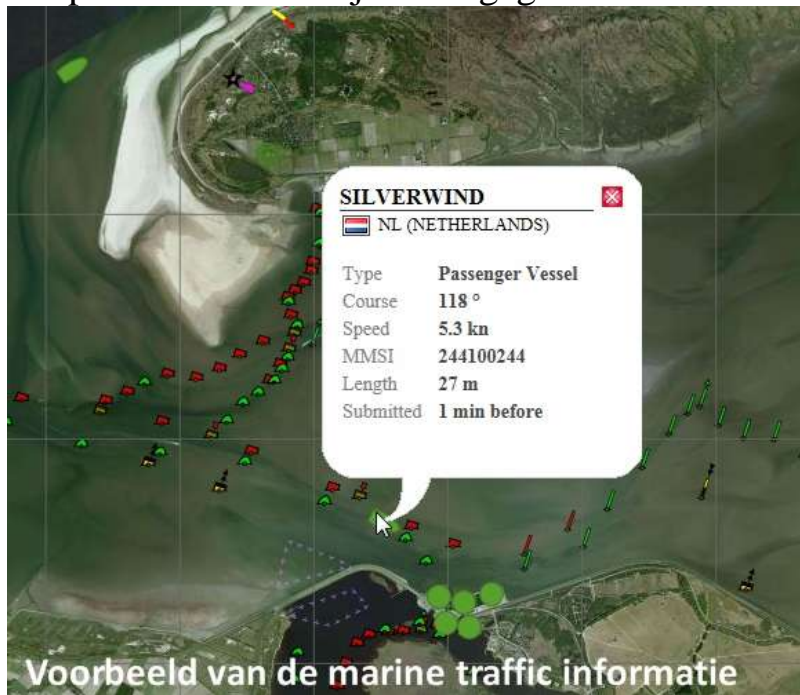 SILVERWIND
NL (NETHERLANDS)
Type Passenger Vessel
Course 118 °
Speed 5.3 kn
MMSI 244100244
Length 27 m
Submitted 1 min before
Voorbeeld van de marine traffic informatie